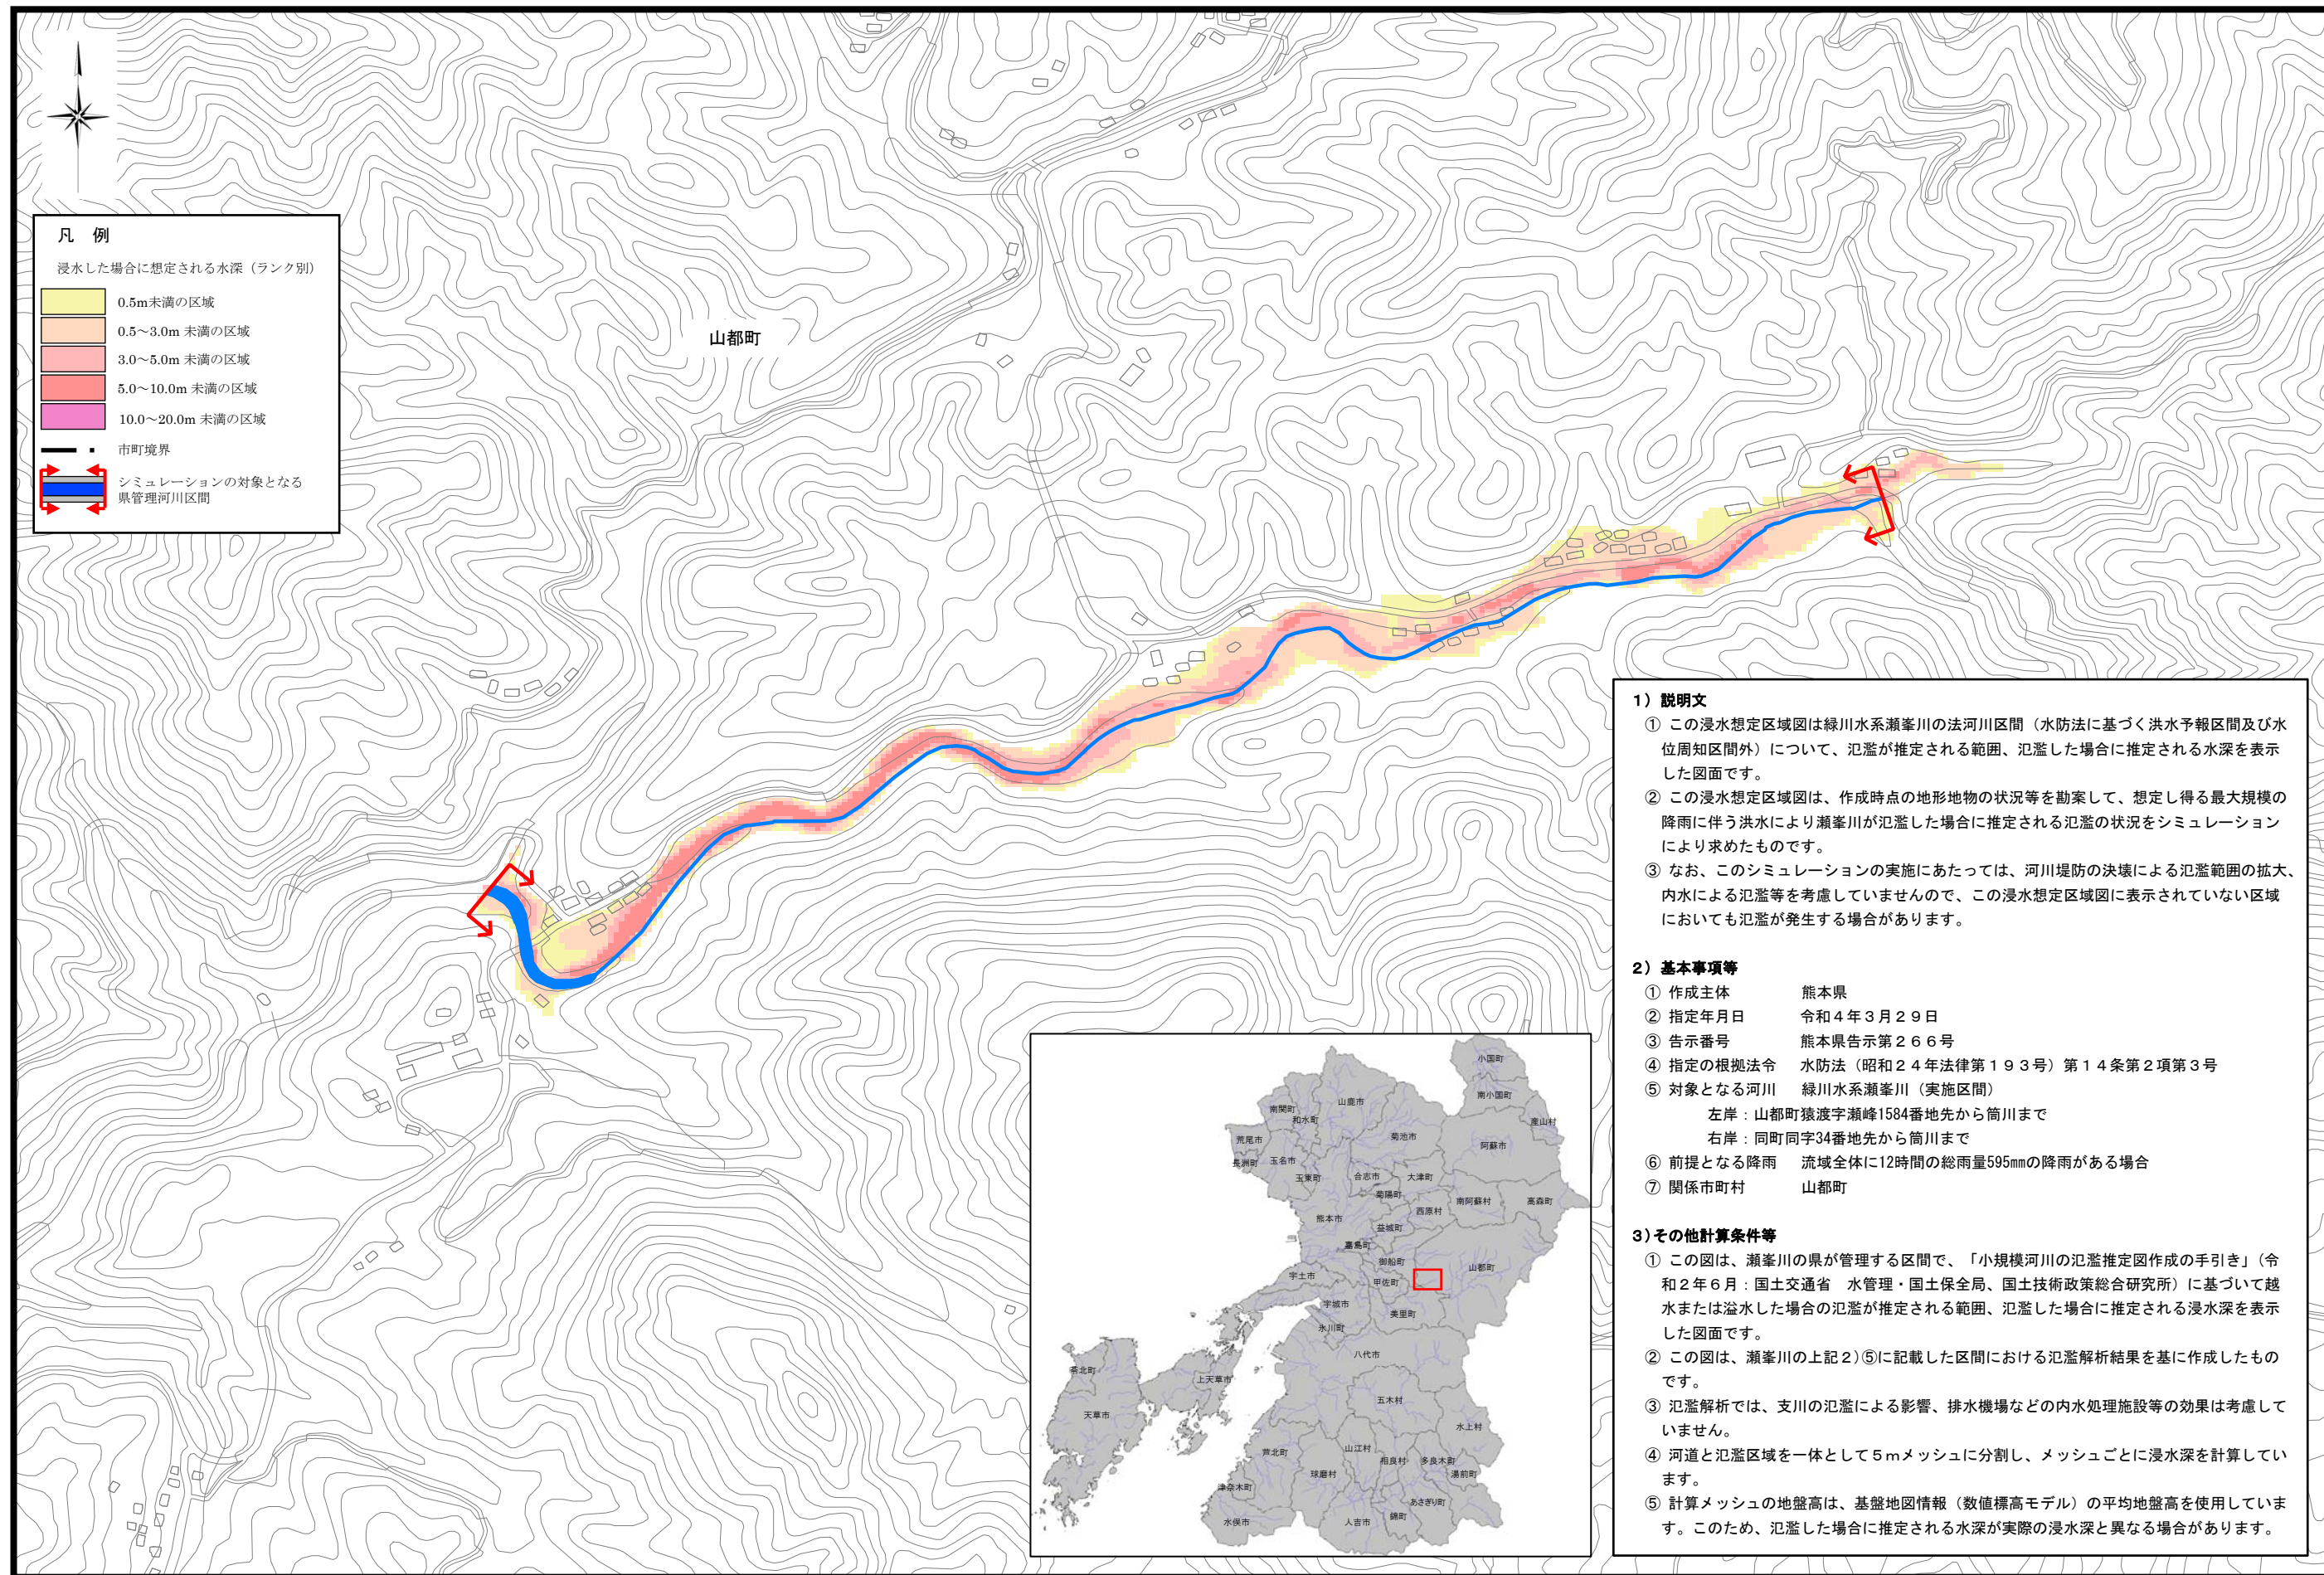 凡 例
浸水した場合に想定される水深（ランク別）
0.5m未満の区域
0.5～3.0m 未満の区域
3.0～5.0m 未満の区域
5.0～10.0m 未満の区域
10.0～20.0m 未満の区域
市町境界
シミュレーションの対象となる
県管理河川区間
山都町
1）説明文
① この浸水想定区域図は緑川水系瀬峯川の法河川区間（水防法に基づく洪水予報区間及び水
位周知区間外）について、氾濫が推定される範囲、氾濫した場合に推定される水深を表示
した図面です。
② この浸水想定区域図は、作成時点の地形地物の状況等を勘案して、想定し得る最大規模の
降雨に伴う洪水により瀬峯川が氾濫した場合に推定される氾濫の状況をシミュレーション
により求めたものです。
③ なお、このシミュレーションの実施にあたっては、河川堤防の決壊による氾濫範囲の拡大、
内水による氾濫等を考慮していませんので、この浸水想定区域図に表示されていない区域
においても氾濫が発生する場合があります。
2）基本事項等
① 作成主体 熊本県
② 指定年月日 令和４年３月２９日
③ 告示番号 熊本県告示第２６６号
④ 指定の根拠法令 水防法（昭和２４年法律第１９３号）第１４条第２項第３号
⑤ 対象となる河川 緑川水系瀬峯川（実施区間）
左岸：山都町猿渡字瀬峰1584番地先から筒川まで
右岸：同町同字34番地先から筒川まで
⑥ 前提となる降雨 流域全体に12時間の総雨量595mmの降雨がある場合
⑦ 関係市町村 山都町
3)その他計算条件等
① この図は、瀬峯川の県が管理する区間で、「小規模河川の氾濫推定図作成の手引き」（令
和２年６月：国土交通省　水管理・国土保全局、国土技術政策総合研究所）に基づいて越
水または溢水した場合の氾濫が推定される範囲、氾濫した場合に推定される浸水深を表示
した図面です。
② この図は、瀬峯川の上記２)⑤に記載した区間における氾濫解析結果を基に作成したもの
です。
③ 氾濫解析では、支川の氾濫による影響、排水機場などの内水処理施設等の効果は考慮して
いません。
④ 河道と氾濫区域を一体として５ｍメッシュに分割し、メッシュごとに浸水深を計算してい
ます。
⑤ 計算メッシュの地盤高は、基盤地図情報（数値標高モデル）の平均地盤高を使用していま
す。このため、氾濫した場合に推定される水深が実際の浸水深と異なる場合があります。
小国町
南小国町
産山村
南関町
和水町
山鹿市
菊池市
阿蘇市
荒尾市
長洲町
玉名市
玉東町
合志市
大津町
菊陽町
西原村
南阿蘇村
高森町
熊本市
益城町
嘉島町
御船町
山都町
宇土市
甲佐町
宇城市
美里町
氷川町
八代市
苓北町
上天草市
天草市
五木村
水上村
芦北町
山江村
相良村
多良木町
球磨村
湯前町
津奈木町
あさぎり町
水俣市
人吉市
錦町